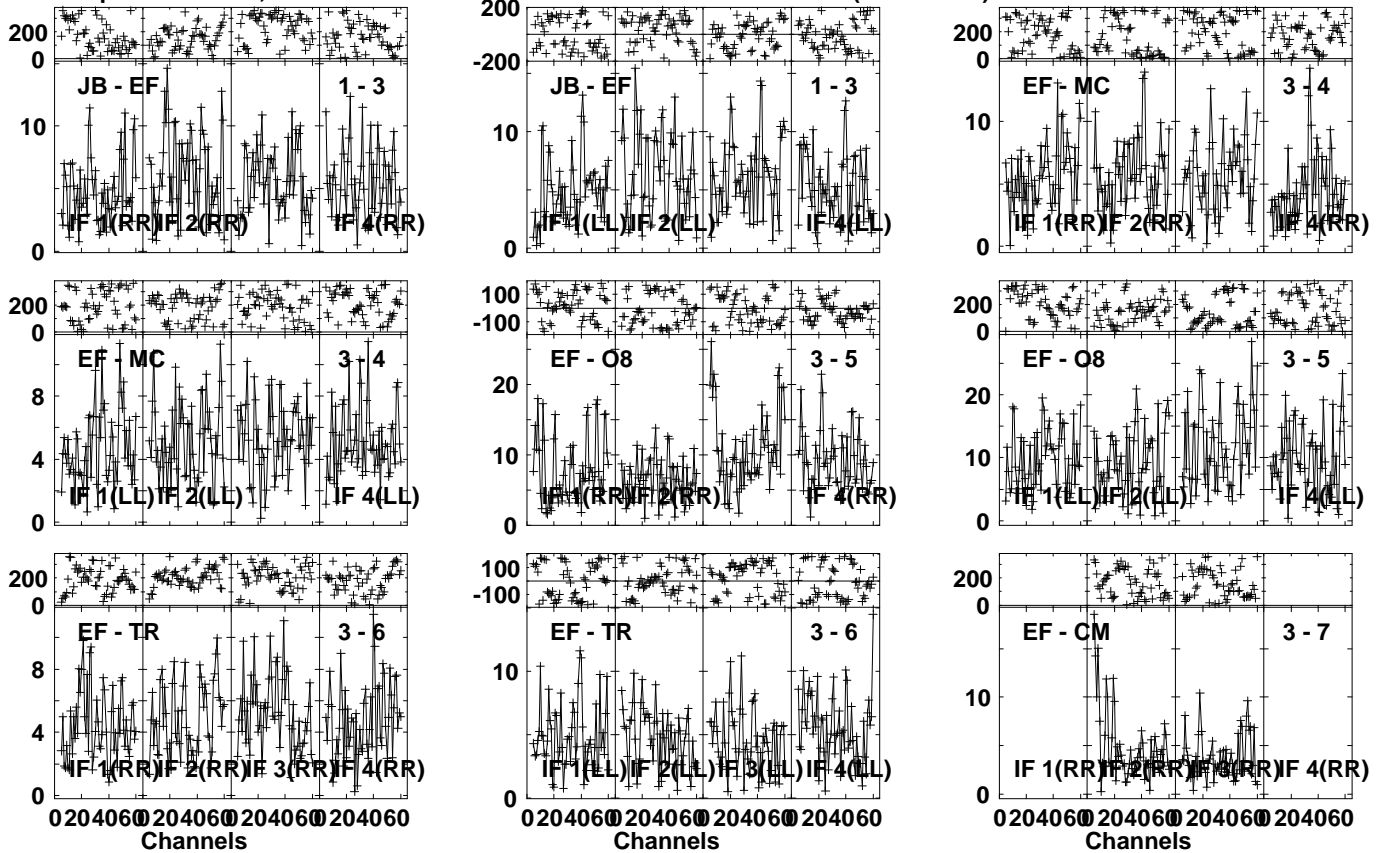 200
0
JB - EF 1 - 3
10
IF 1(RR) IF 2(RR) IF 4(RR)
0
200
-200
JB - EF 1 - 3
10
IF 1(LL) IF 2(LL) IF 4(LL)
0
200
0
EF - MC 3 - 4
10
IF 1(RR) IF 2(RR) IF 4(RR)
0
200
0
EF - MC 3 - 4
8
4
IF 1(LL) IF 2(LL) IF 4(LL)
0
100
-100
EF - O8 3 - 5
20
10
IF 1(RR) IF 2(RR) IF 4(RR)
0
200
0
EF - O8 3 - 5
20
10
IF 1(LL) IF 2(LL) IF 4(LL)
0
200
0
EF - TR 3 - 6
8
4
IF 1(RR) IF 2(RR) IF 3(RR) IF 4(RR)
0
0 20 40 60 0 20 40 60 0 20 40 60 0 20 40 60
Channels
100
-100
EF - TR 3 - 6
10
IF 1(LL) IF 2(LL) IF 3(LL) IF 4(LL)
0
0 20 40 60 0 20 40 60 0 20 40 60 0 20 40 60
Channels
200
0
EF - CM 3 - 7
10
IF 1(RR) IF 2(RR) IF 3(RR) IF 4(RR)
0
0 20 40 60 0 20 40 60 0 20 40 60 0 20 40 60
Channels